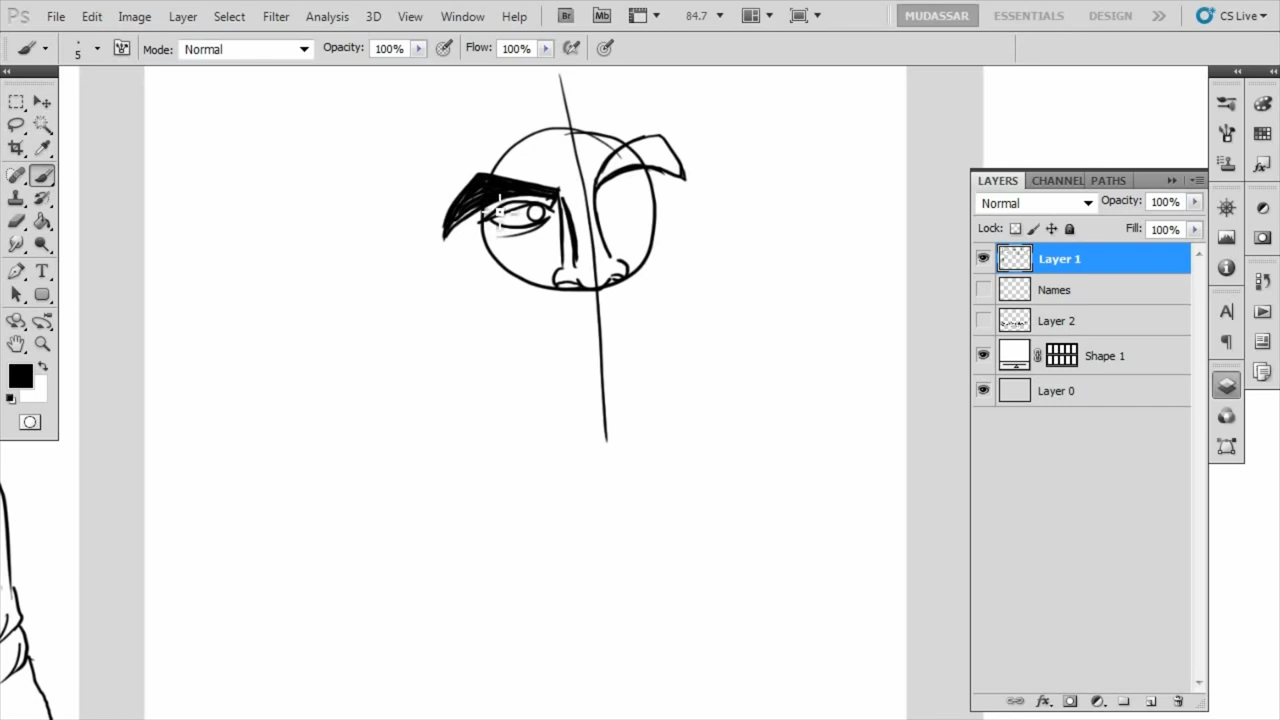 Ps File Edit Image Layer Select Filter Analysis 3D View Window Help Br Mb 84.7 MUDASSAR ESSENTIALS DESIGN CS Live
5 Mode: Normal Opacity: 100% Flow: 100%
LAYERS CHANNEL PATHS
Normal Opacity: 100%
Lock: Fill: 100%
Layer 1
Names
Layer 2
Shape 1
Layer 0